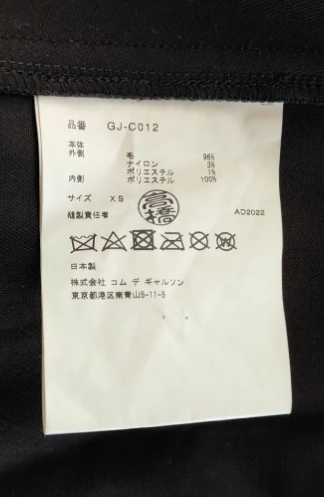 品番 GJ-C012
本体
外側 毛 96%
ナイロン 3%
ポリエステル 1%
内側 ポリエステル 100%
サイズ XS
高橋
縫製責任者 AD2022
日本製
株式会社 コム デ ギャルソン
東京都港区南青山5-11-5